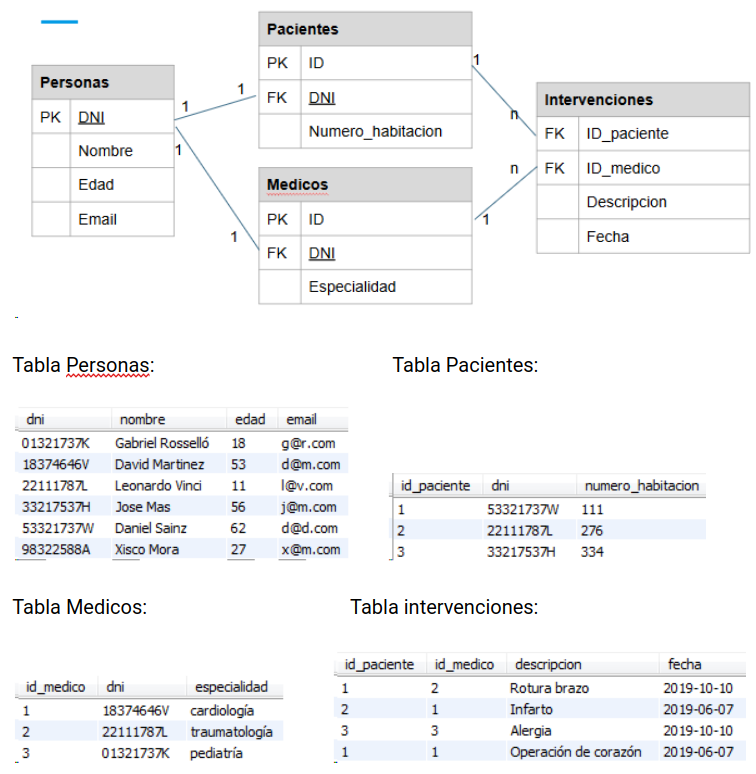 Pacientes
PK ID
FK DNI
Numero_habitacion
Personas
PK DNI
Nombre
Edad
Email
Medicos
PK ID
FK DNI
Especialidad
Intervenciones
FK ID_paciente
FK ID_medico
Descripcion
Fecha
1 1
1 1
1 n
1 n
Tabla Personas:
dni nombre edad email
01321737K Gabriel Rosselló 18 g@r.com
18374646V David Martinez 53 d@m.com
22111787L Leonardo Vinci 11 l@v.com
33217537H Jose Mas 56 j@m.com
53321737W Daniel Sainz 62 d@d.com
98322588A Xisco Mora 27 x@m.com
Tabla Pacientes:
id_paciente dni numero_habitacion
1 53321737W 111
2 22111787L 276
3 33217537H 334
Tabla Medicos:
id_medico dni especialidad
1 18374646V cardiología
2 22111787L traumatología
3 01321737K pediatría
Tabla intervenciones:
id_paciente id_medico descripcion fecha
1 2 Rotura brazo 2019-10-10
2 1 Infarto 2019-06-07
3 3 Alergia 2019-10-10
1 1 Operación de corazón 2019-06-07